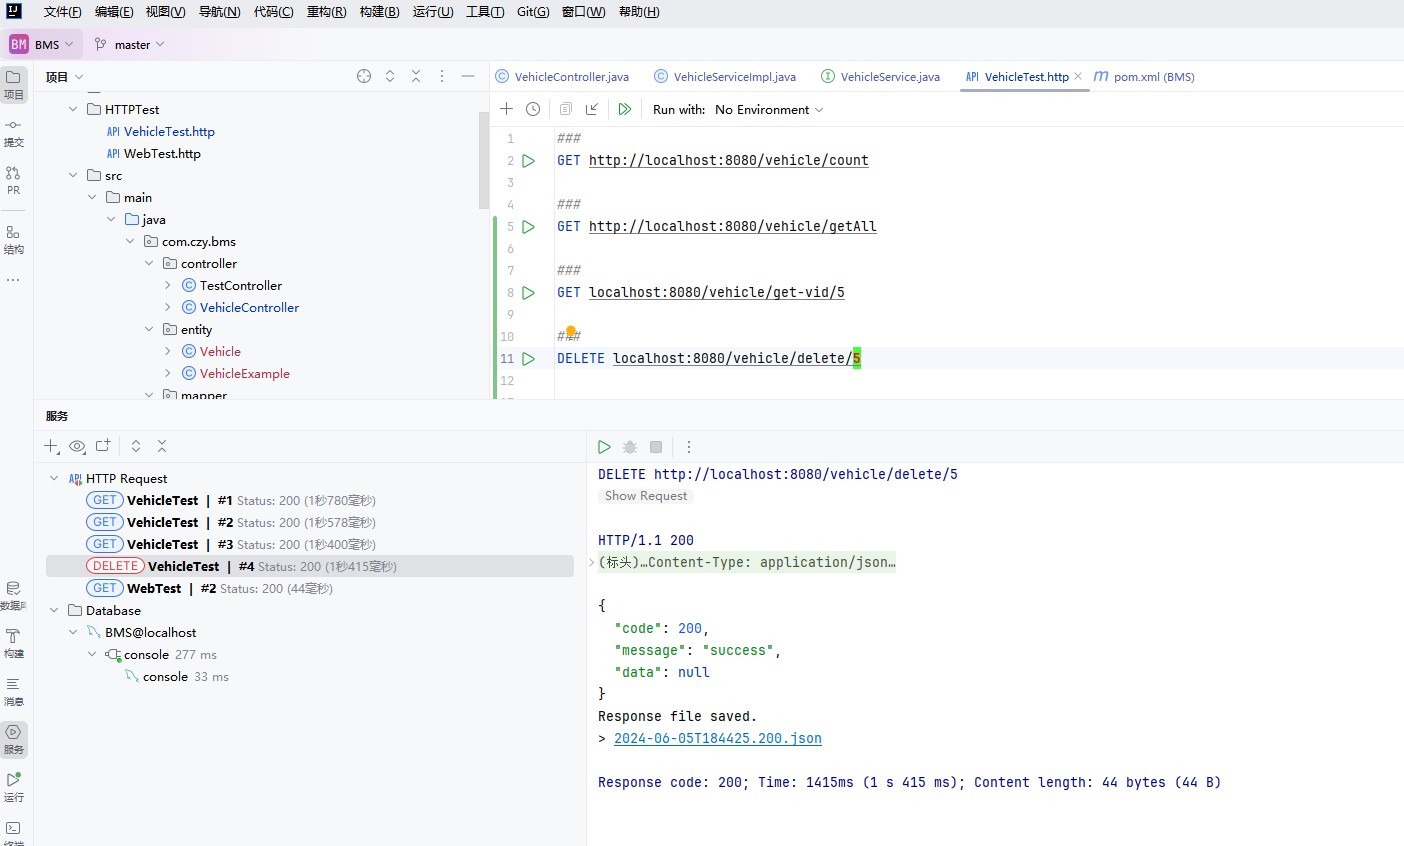 文件(F) 编辑(E) 视图(V) 导航(N) 代码(C) 重构(R) 构建(B) 运行(U) 工具(T) Git(G) 窗口(W) 帮助(H)
BM BMS master
项目
提交
PR
结构
项目
HTTPTest
API VehicleTest.http
API WebTest.http
src
main
java
com.czy.bms
controller
TestController
VehicleController
entity
Vehicle
VehicleExample
mapper
VehicleController.java VehicleServiceImpl.java VehicleService.java API VehicleTest.http m pom.xml (BMS)
Run with: No Environment
1 ###
2 GET http://localhost:8080/vehicle/count
3
4 ###
5 GET http://localhost:8080/vehicle/getAll
6
7 ###
8 GET localhost:8080/vehicle/get-vid/5
9
10 ###
11 DELETE localhost:8080/vehicle/delete/5
12
服务
HTTP Request
GET VehicleTest | #1 Status: 200 (1秒780毫秒)
GET VehicleTest | #2 Status: 200 (1秒578毫秒)
GET VehicleTest | #3 Status: 200 (1秒400毫秒)
DELETE VehicleTest | #4 Status: 200 (1秒415毫秒)
GET WebTest | #2 Status: 200 (44毫秒)
Database
BMS@localhost
console 277 ms
console 33 ms
构建
消息
服务
运行
DELETE http://localhost:8080/vehicle/delete/5
Show Request
HTTP/1.1 200
(标头)…Content-Type: application/json…
{
"code": 200,
"message": "success",
"data": null
}
Response file saved.
> 2024-06-05T184425.200.json
Response code: 200; Time: 1415ms (1 s 415 ms); Content length: 44 bytes (44 B)